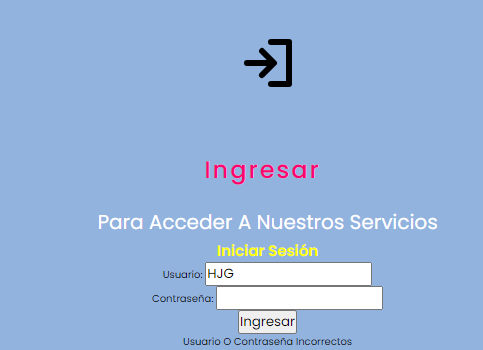 Ingresar
Para Acceder A Nuestros Servicios
Iniciar Sesión
Usuario: HJG
Contraseña:
Ingresar
Usuario O Contraseña Incorrectos